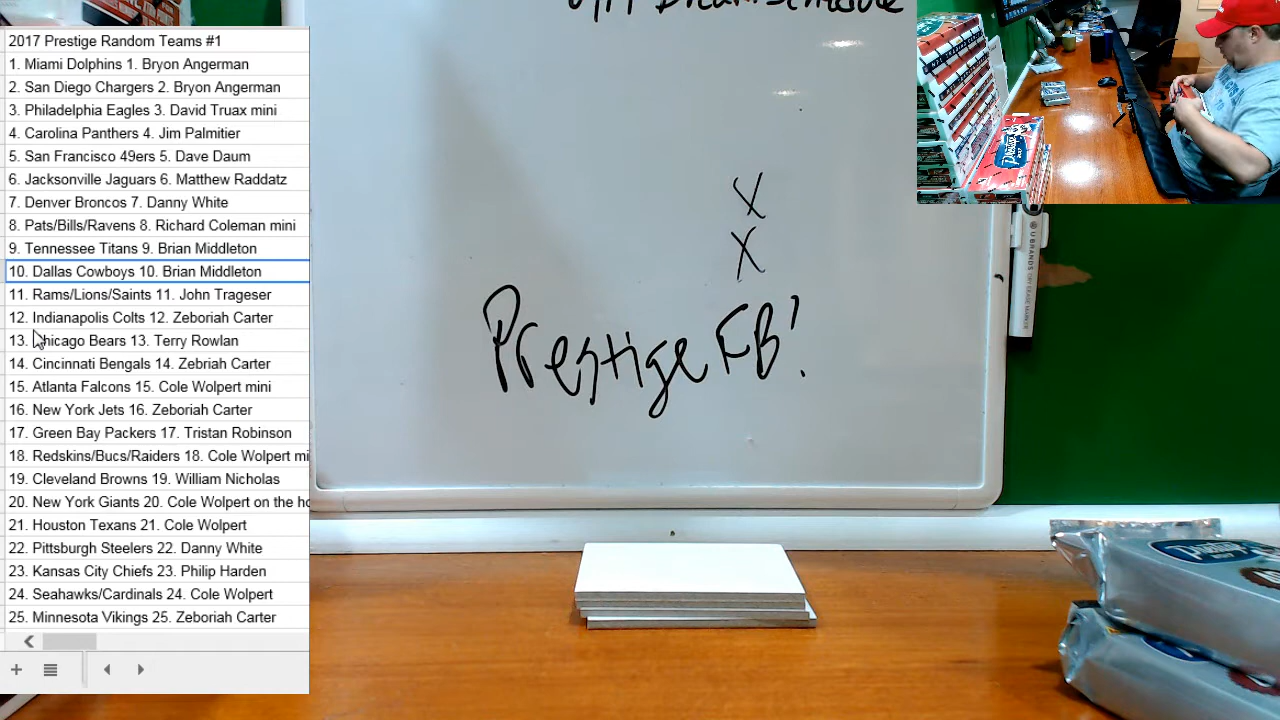 2017 Prestige Random Teams #1
1. Miami Dolphins 1. Bryon Angerman
2. San Diego Chargers 2. Bryon Angerman
3. Philadelphia Eagles 3. David Truax mini
4. Carolina Panthers 4. Jim Palmitier
5. San Francisco 49ers 5. Dave Daum
6. Jacksonville Jaguars 6. Matthew Raddatz
7. Denver Broncos 7. Danny White
8. Pats/Bills/Ravens 8. Richard Coleman mini
9. Tennessee Titans 9. Brian Middleton
10. Dallas Cowboys 10. Brian Middleton
11. Rams/Lions/Saints 11. John Trageser
12. Indianapolis Colts 12. Zeboriah Carter
13. Chicago Bears 13. Terry Rowlan
14. Cincinnati Bengals 14. Zebriah Carter
15. Atlanta Falcons 15. Cole Wolpert mini
16. New York Jets 16. Zeboriah Carter
17. Green Bay Packers 17. Tristan Robinson
18. Redskins/Bucs/Raiders 18. Cole Wolpert mi
19. Cleveland Browns 19. William Nicholas
20. New York Giants 20. Cole Wolpert on the ho
21. Houston Texans 21. Cole Wolpert
22. Pittsburgh Steelers 22. Danny White
23. Kansas City Chiefs 23. Philip Harden
24. Seahawks/Cardinals 24. Cole Wolpert
25. Minnesota Vikings 25. Zeboriah Carter
X
X
Prestige FB!
U BRANDS DRY ERASE MARKER
Prestige